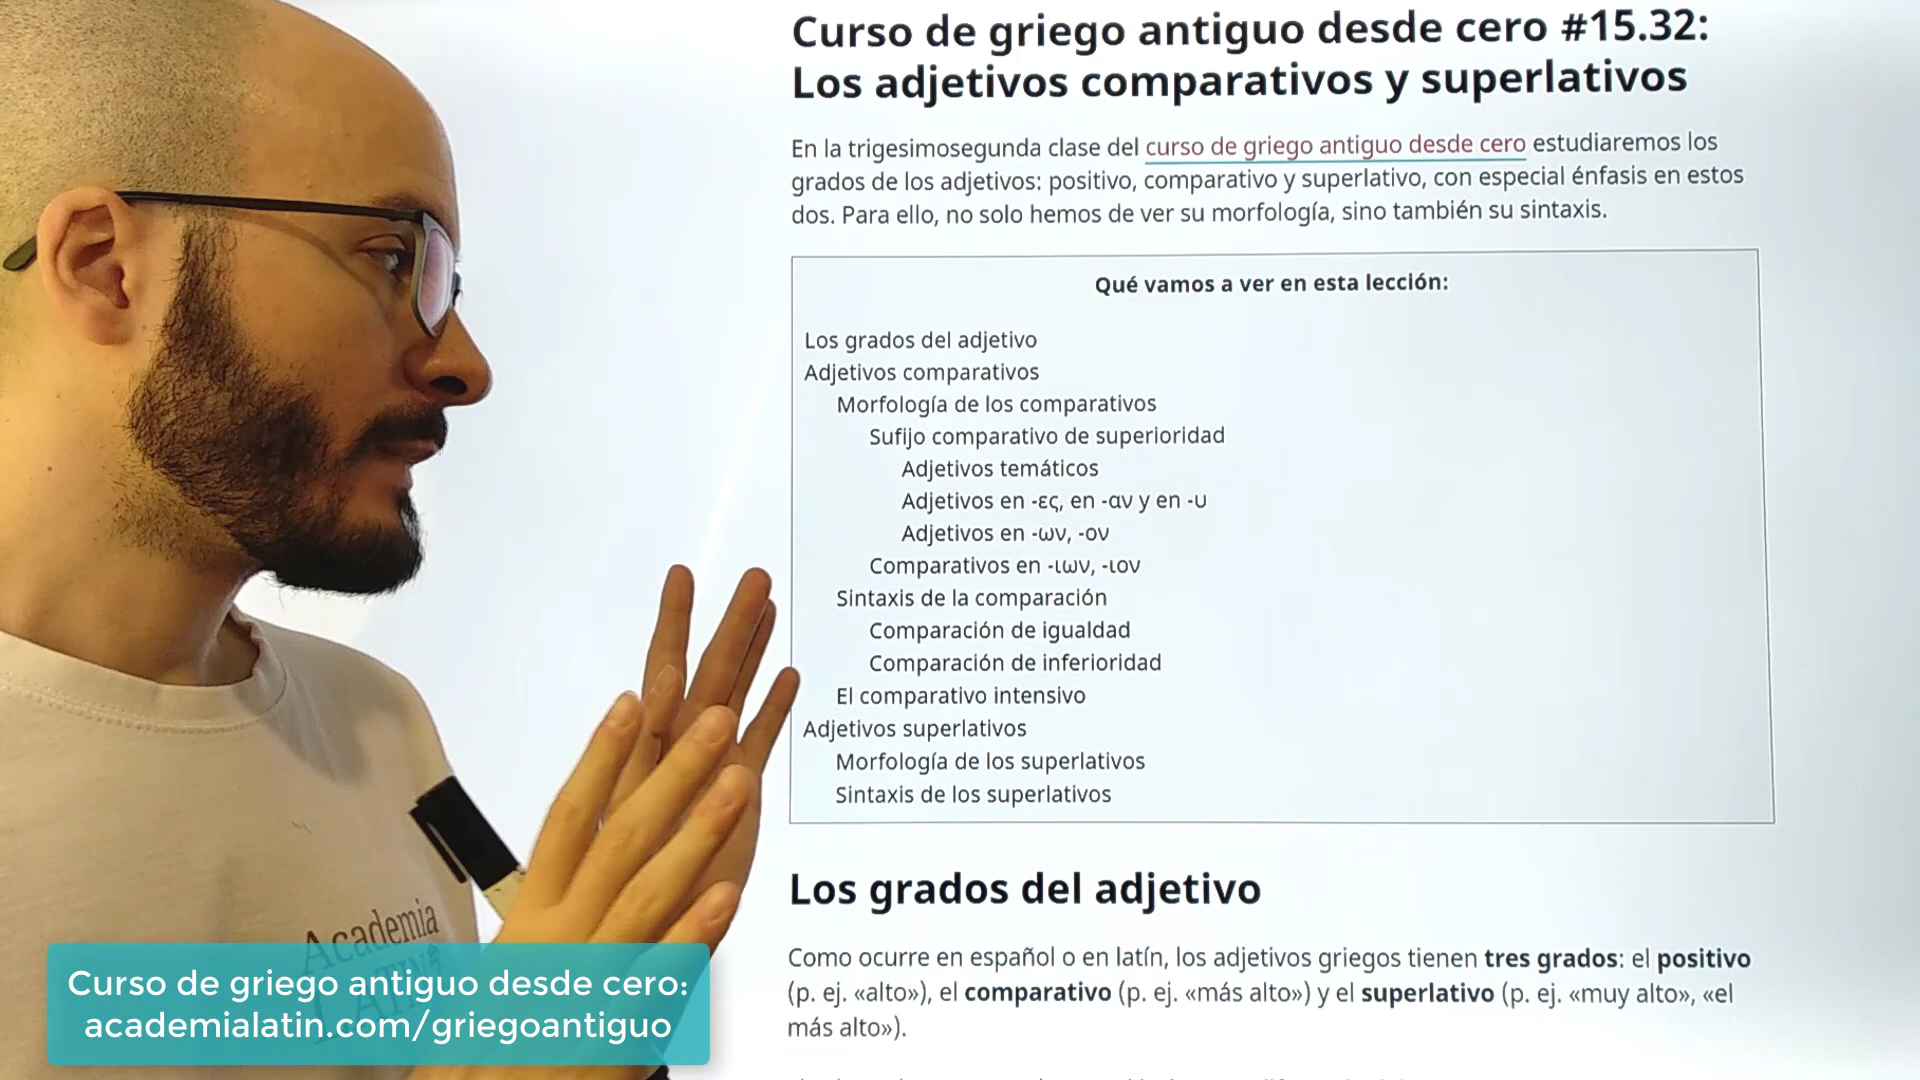 Curso de griego antiguo desde cero #15.32:
Los adjetivos comparativos y superlativos
En la trigesimosegunda clase del curso de griego antiguo desde cero estudiaremos los
grados de los adjetivos: positivo, comparativo y superlativo, con especial énfasis en estos
dos. Para ello, no solo hemos de ver su morfología, sino también su sintaxis.
Qué vamos a ver en esta lección:
Los grados del adjetivo
Adjetivos comparativos
Morfología de los comparativos
Sufijo comparativo de superioridad
Adjetivos temáticos
Adjetivos en -ες, en -αν y en -υ
Adjetivos en -ων, -ον
Comparativos en -ιων, -ιον
Sintaxis de la comparación
Comparación de igualdad
Comparación de inferioridad
El comparativo intensivo
Adjetivos superlativos
Morfología de los superlativos
Sintaxis de los superlativos
Los grados del adjetivo
Como ocurre en español o en latín, los adjetivos griegos tienen tres grados: el positivo
(p. ej. «alto»), el comparativo (p. ej. «más alto») y el superlativo (p. ej. «muy alto», «el
más alto»).
Academia
Curso de griego antiguo desde cero:
academialatin.com/griegoantiguo